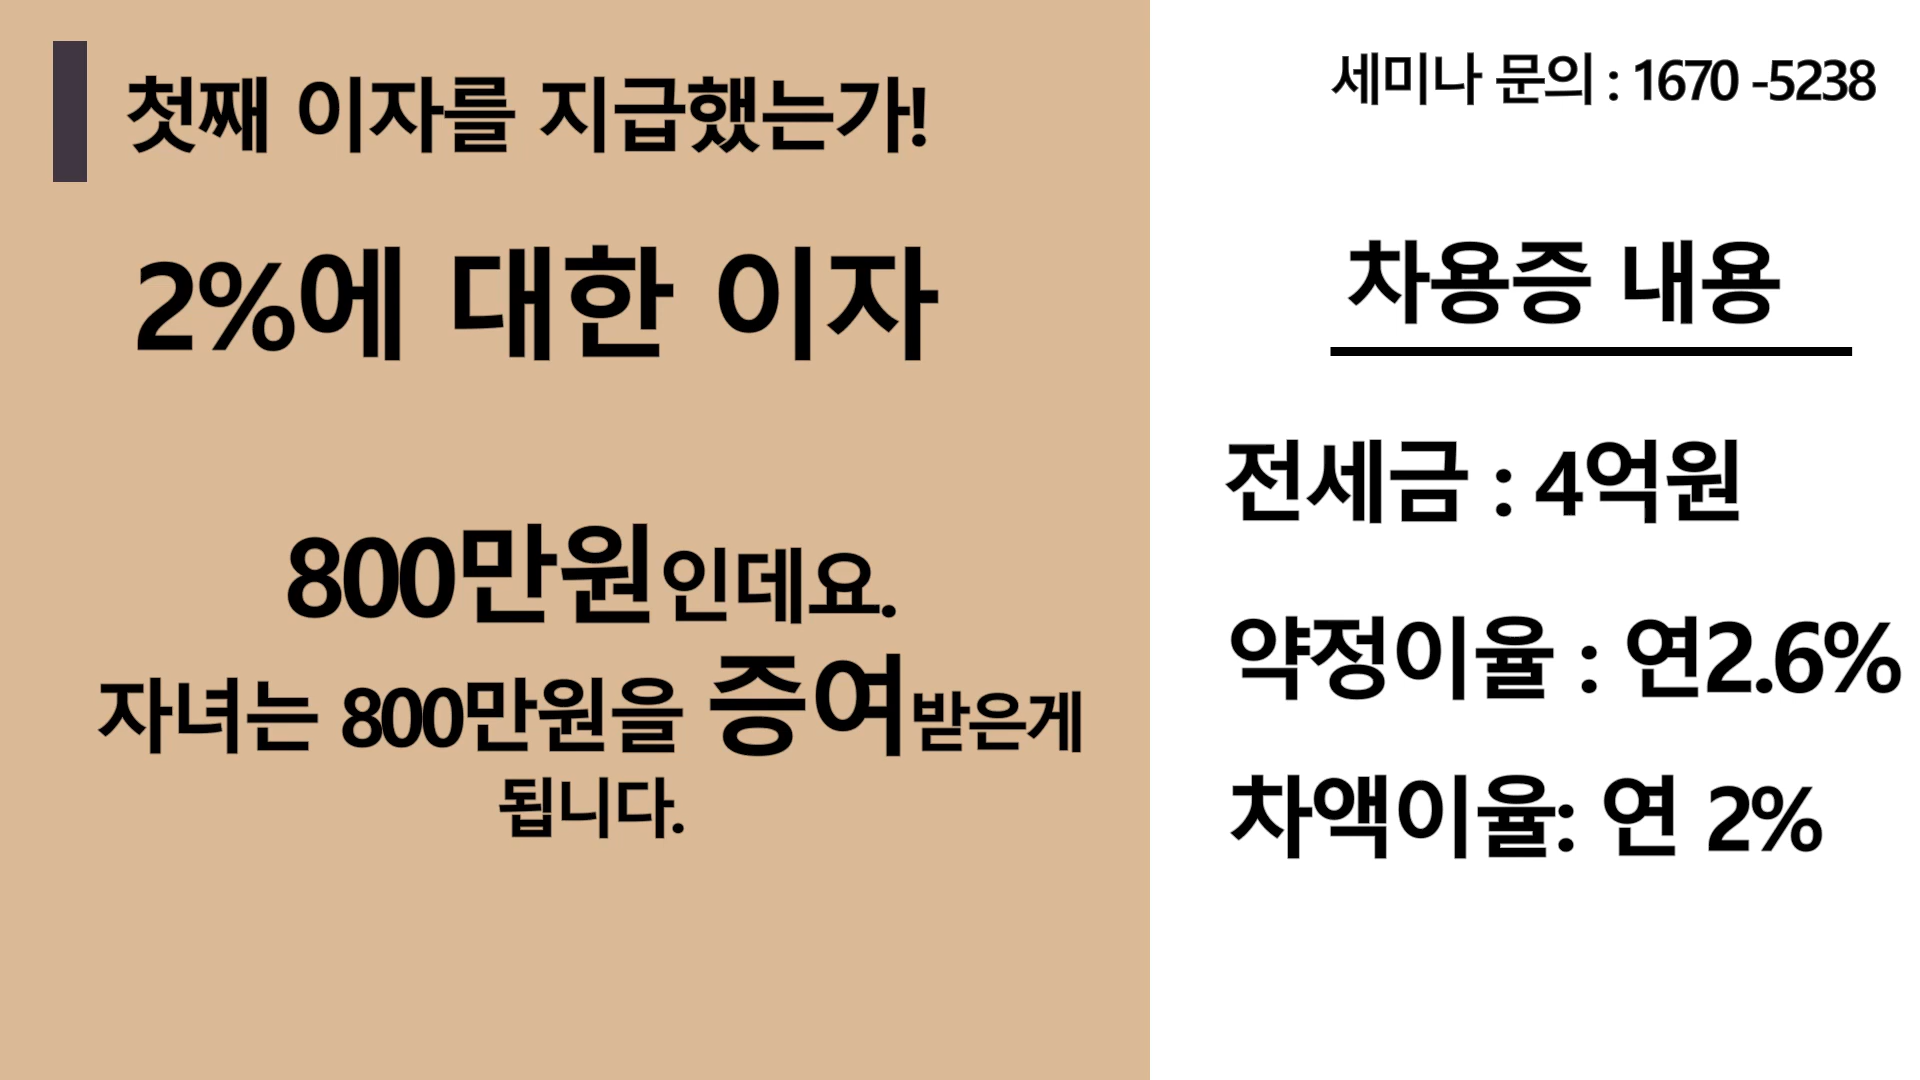 첫째 이자를 지급했는가!
2%에 대한 이자
800만원인데요.
자녀는 800만원을 증여받은게
됩니다.
세미나 문의 : 1670 -5238
차용증 내용
전세금 : 4억원
약정이율 : 연2.6%
차액이율: 연 2%